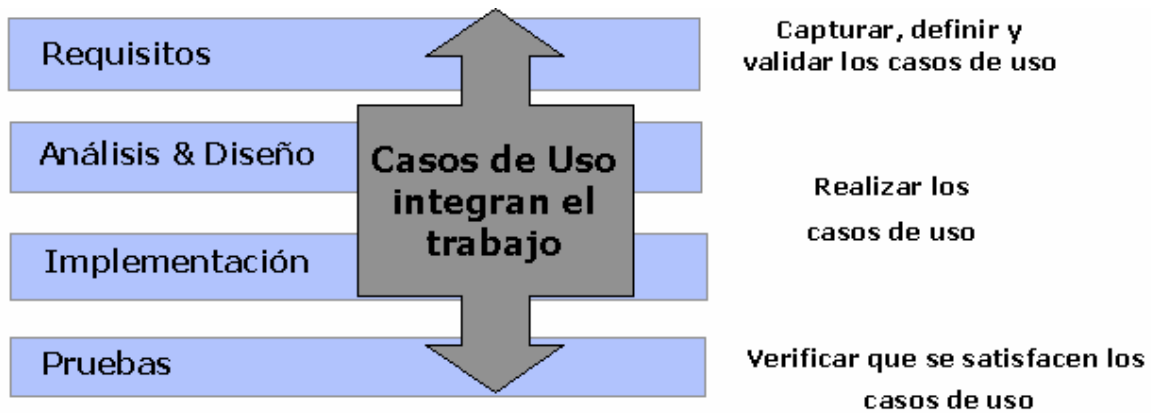 Requisitos
Capturar, definir y
validar los casos de uso
Análisis & Diseño
Casos de Uso
integran el
trabajo
Realizar los
casos de uso
Implementación
Pruebas
Verificar que se satisfacen los
casos de uso